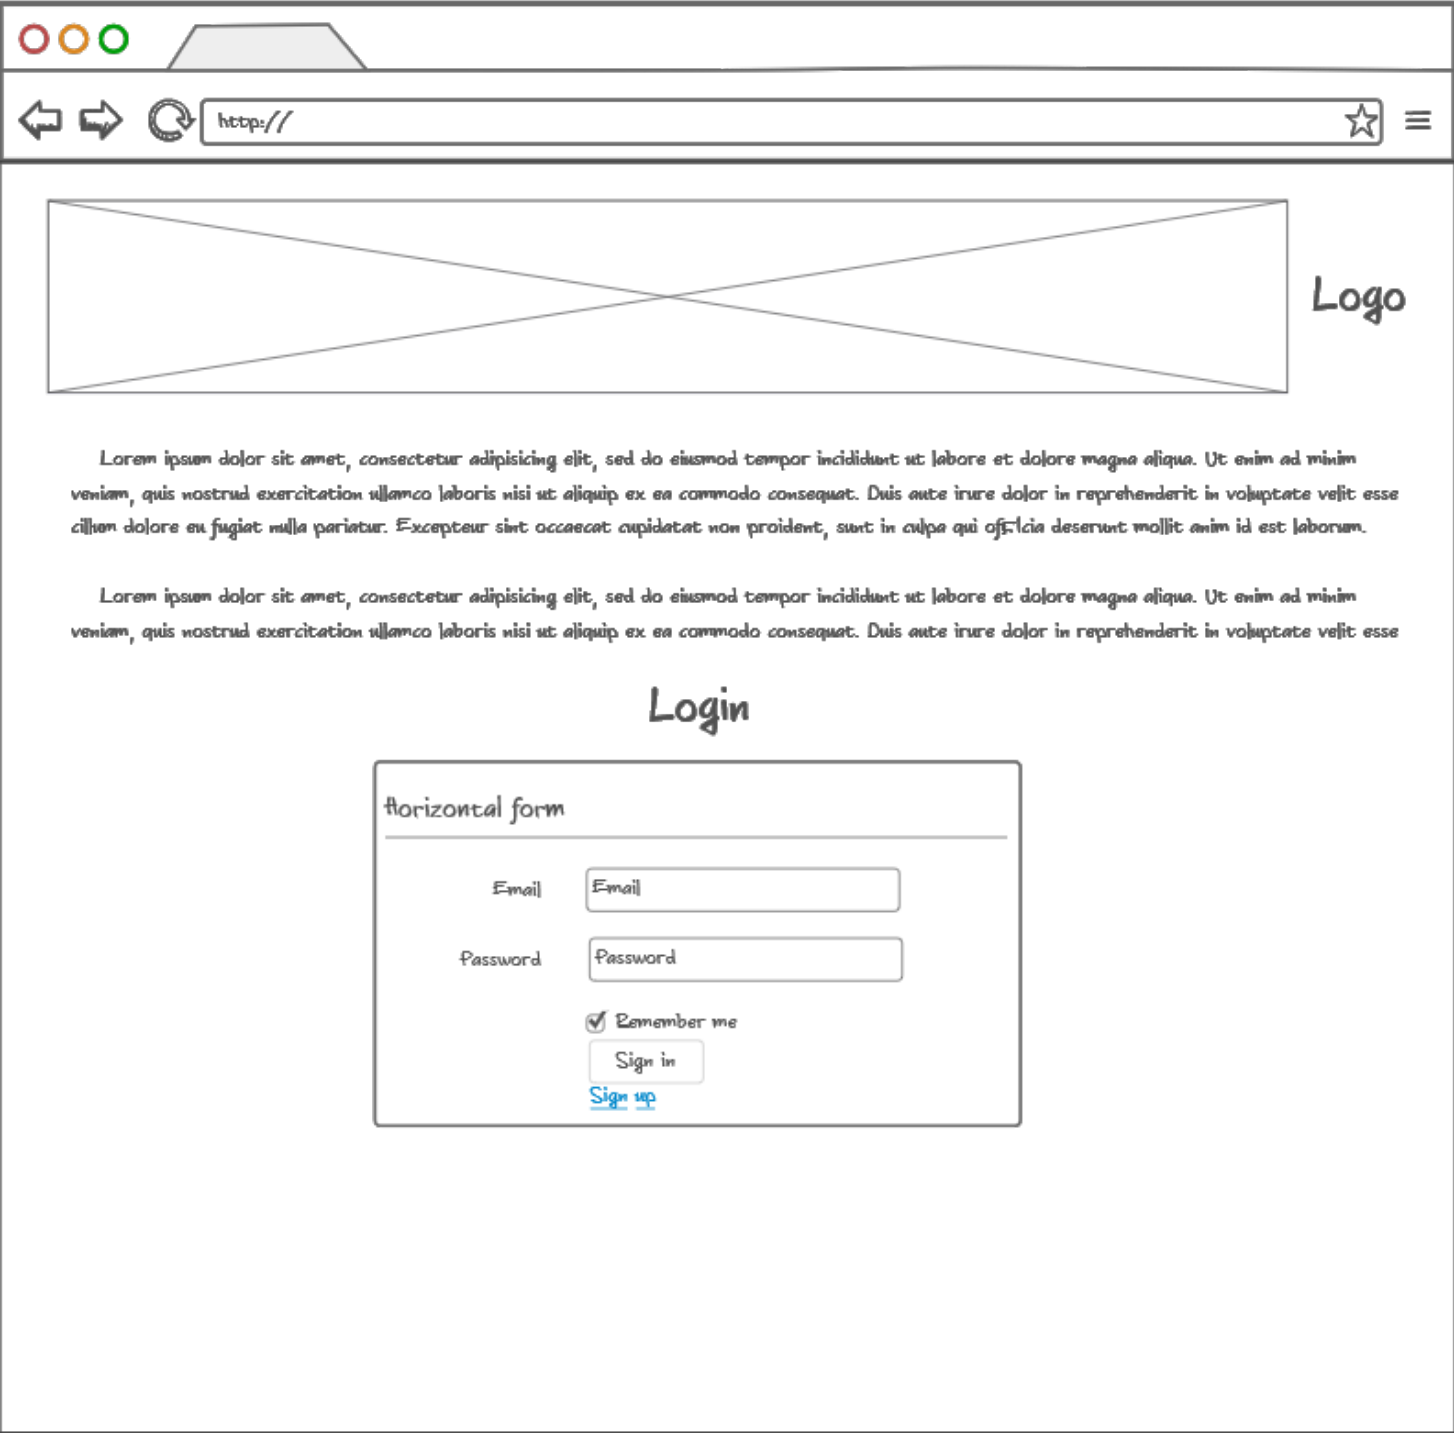 http://
Logo
Lorem ipsum dolor sit amet, consectetur adipisicing elit, sed do eiusmod tempor incididunt ut labore et dolore magna aliqua. Ut enim ad minim
veniam, quis nostrud exercitation ullamco laboris nisi ut aliquip ex ea commodo consequat. Duis aute irure dolor in reprehenderit in voluptate velit esse
cillum dolore eu fugiat nulla pariatur. Excepteur sint occaecat cupidatat non proident, sunt in culpa qui officia deserunt mollit anim id est laborum.
Lorem ipsum dolor sit amet, consectetur adipisicing elit, sed do eiusmod tempor incididunt ut labore et dolore magna aliqua. Ut enim ad minim
veniam, quis nostrud exercitation ullamco laboris nisi ut aliquip ex ea commodo consequat. Duis aute irure dolor in reprehenderit in voluptate velit esse
Login
Horizontal form
Email Email
Password Password
Remember me
Sign in
Sign up